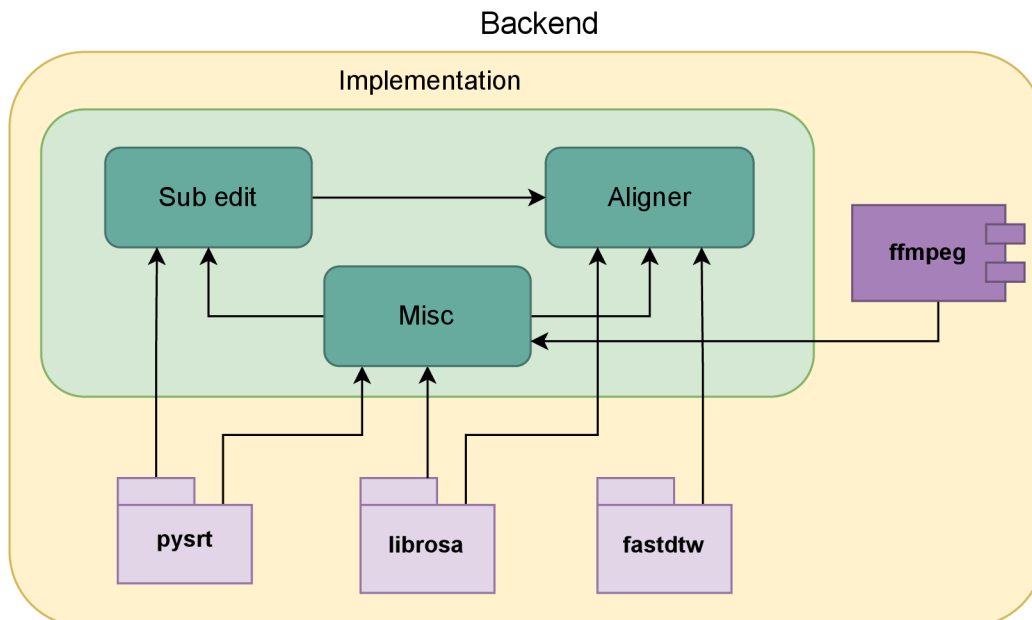 Backend
Implementation
Sub edit
Aligner
ffmpeg
Misc
pysrt
librosa
fastdtw